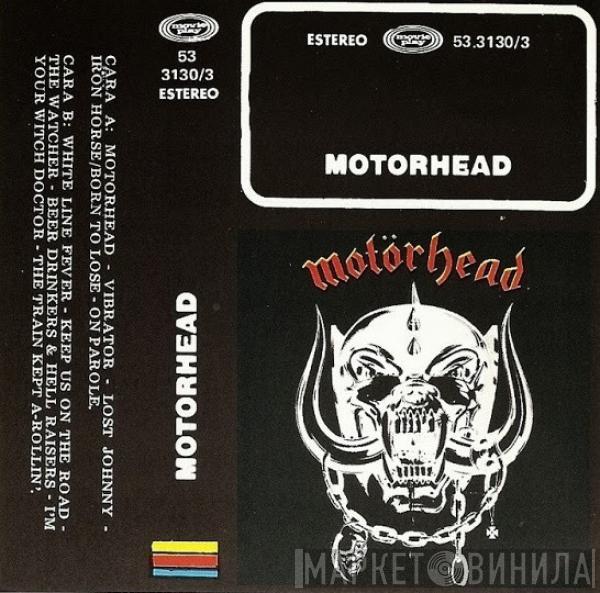 movie play
53
3130/3
ESTEREO
MOTORHEAD
CARA A: MOTORHEAD - VIBRATOR - LOST JOHNNY -
IRON HORSE/BORN TO LOSE - ON PAROLE.
CARA B: WHITE LINE FEVER - KEEP US ON THE ROAD -
THE WATCHER - BEER DRINKERS & HELL RAISERS - I'M
YOUR WITCH DOCTOR - THE TRAIN KEPT A-ROLLIN'.
ESTEREO movie play 53.3130/3
MOTORHEAD
motörhead
МАРКЕТ ВИНИЛА